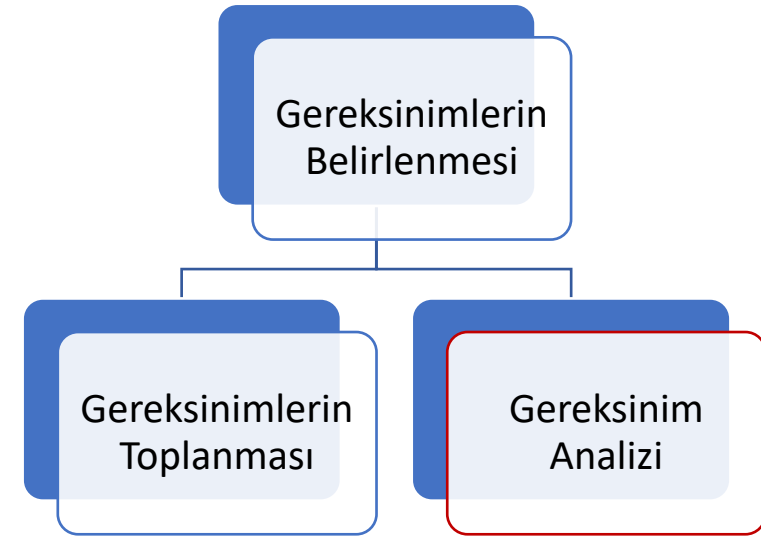 Gereksinimlerin
Belirlenmesi
Gereksinimlerin
Toplanması
Gereksinim
Analizi